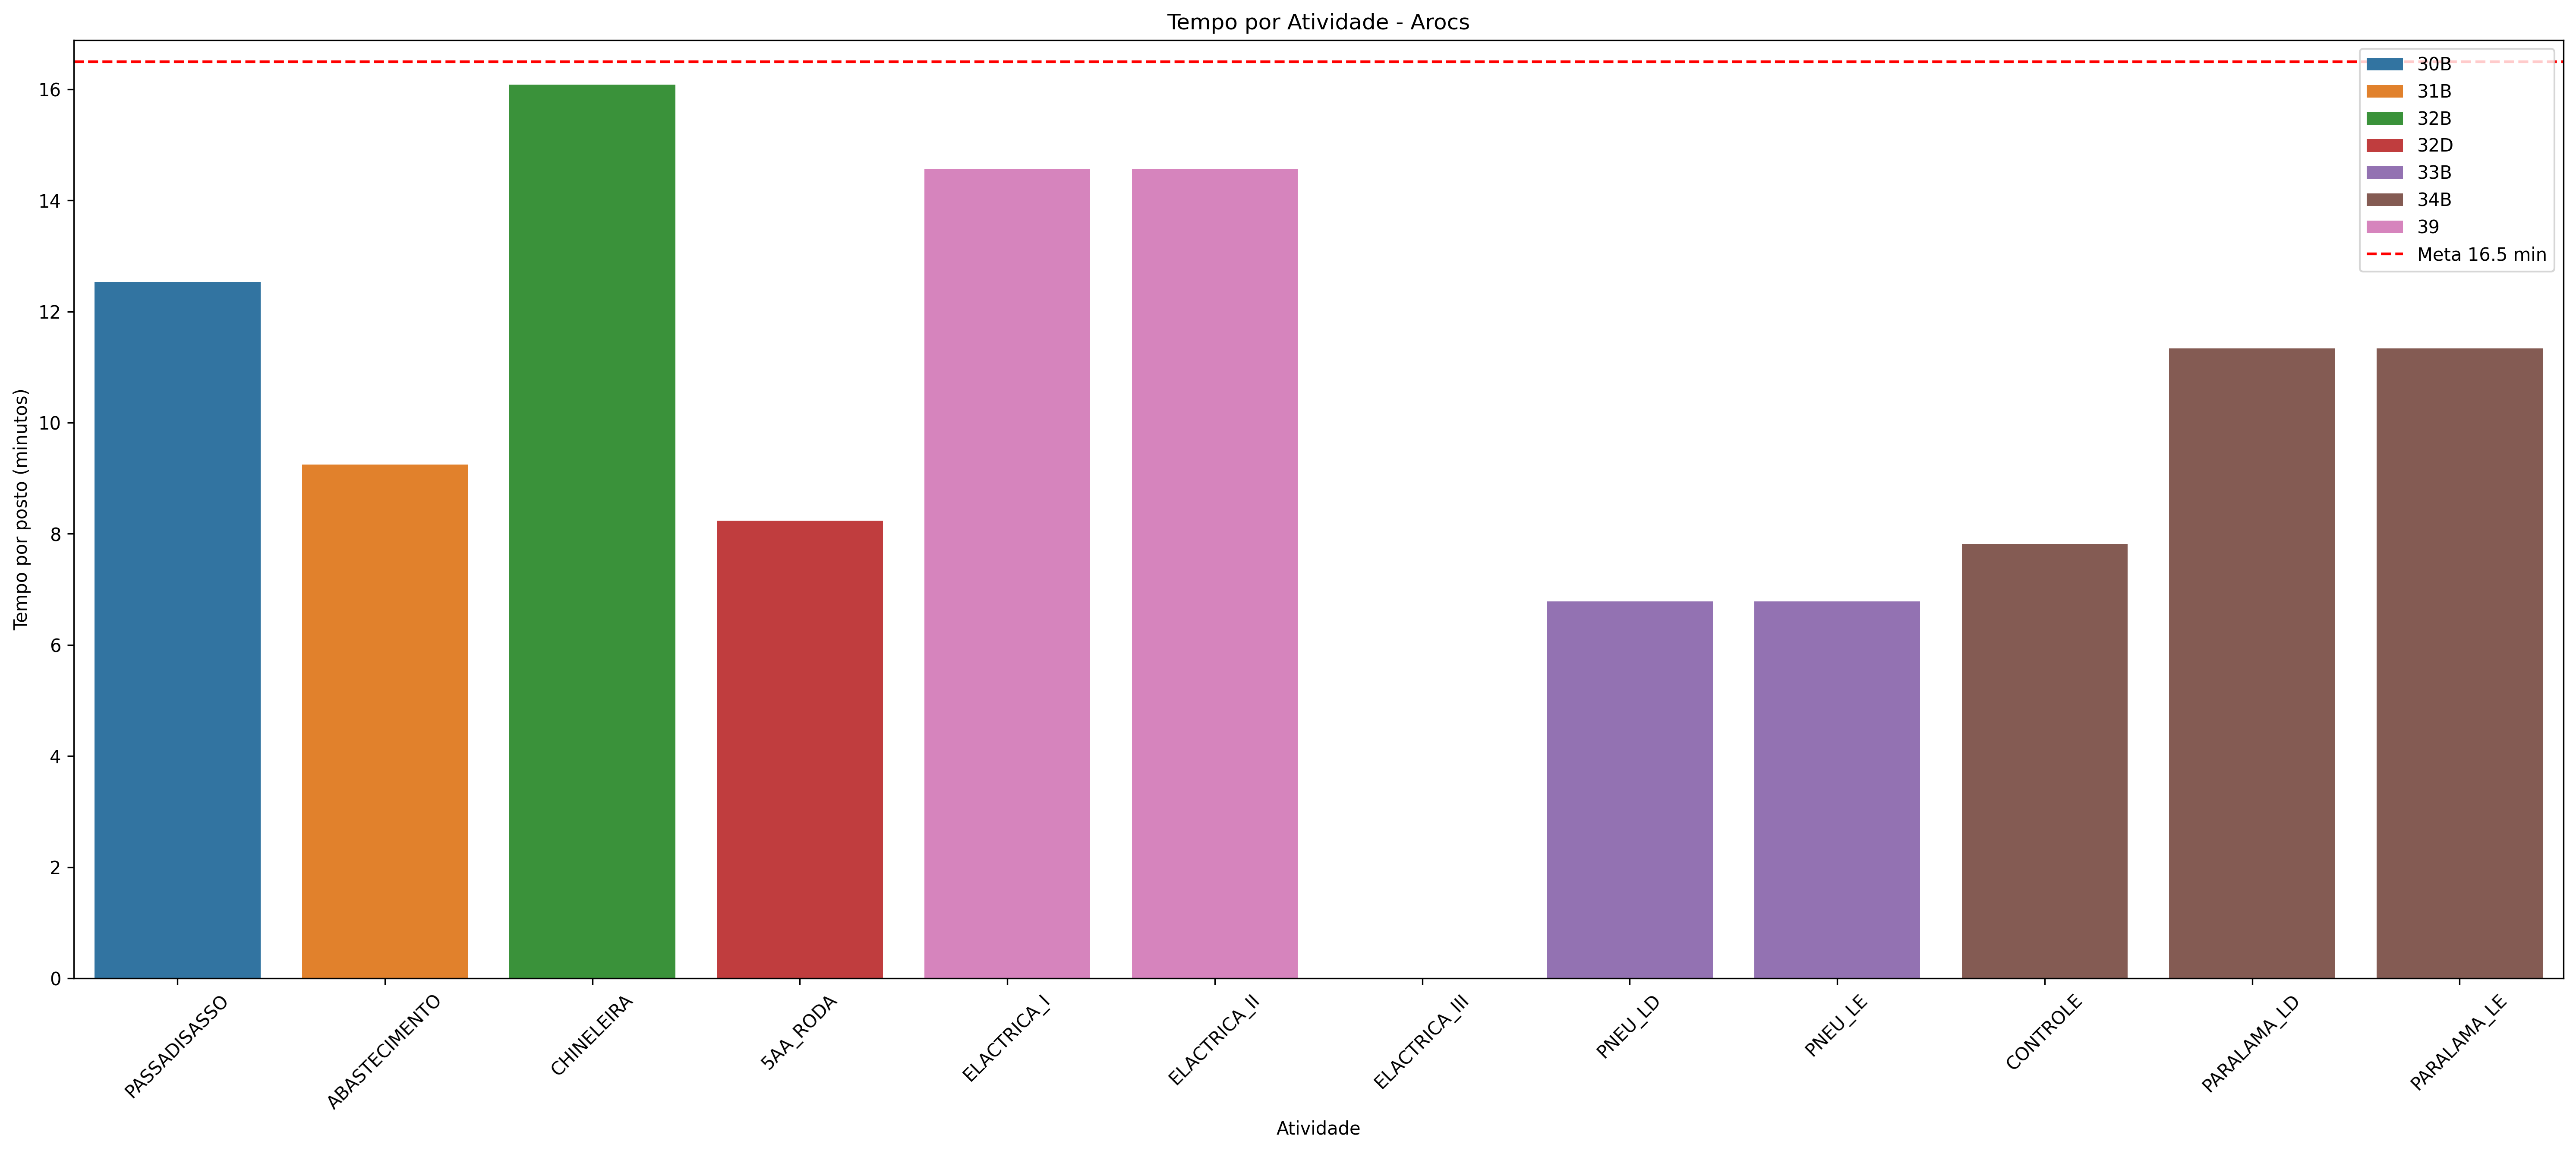 Tempo por Atividade - Arocs
30B
31B
32B
32D
33B
34B
39
Meta 16.5 min
Tempo por posto (minutos)
16
14
12
10
8
6
4
2
0
PASSADISASSO
ABASTECIMENTO
CHINELEIRA
5AA_RODA
ELACTRICA_I
ELACTRICA_II
ELACTRICA_III
PNEU_LD
PNEU_LE
CONTROLE
PARALAMA_LD
PARALAMA_LE
Atividade